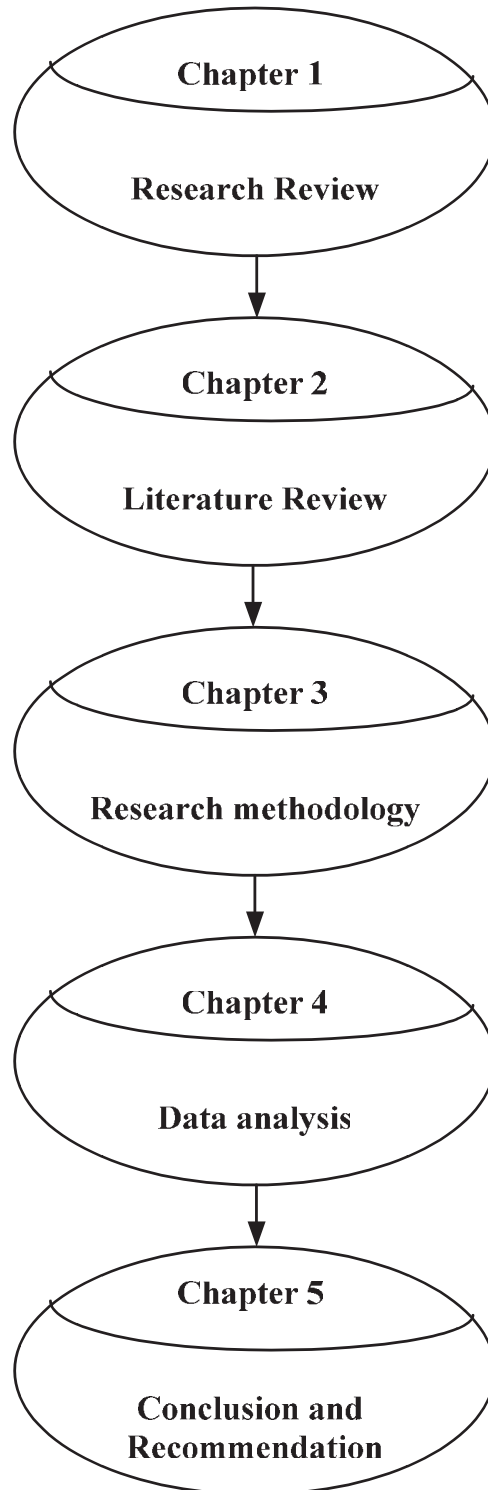 Chapter 1
Research Review
Chapter 2
Literature Review
Chapter 3
Research methodology
Chapter 4
Data analysis
Chapter 5
Conclusion and
Recommendation